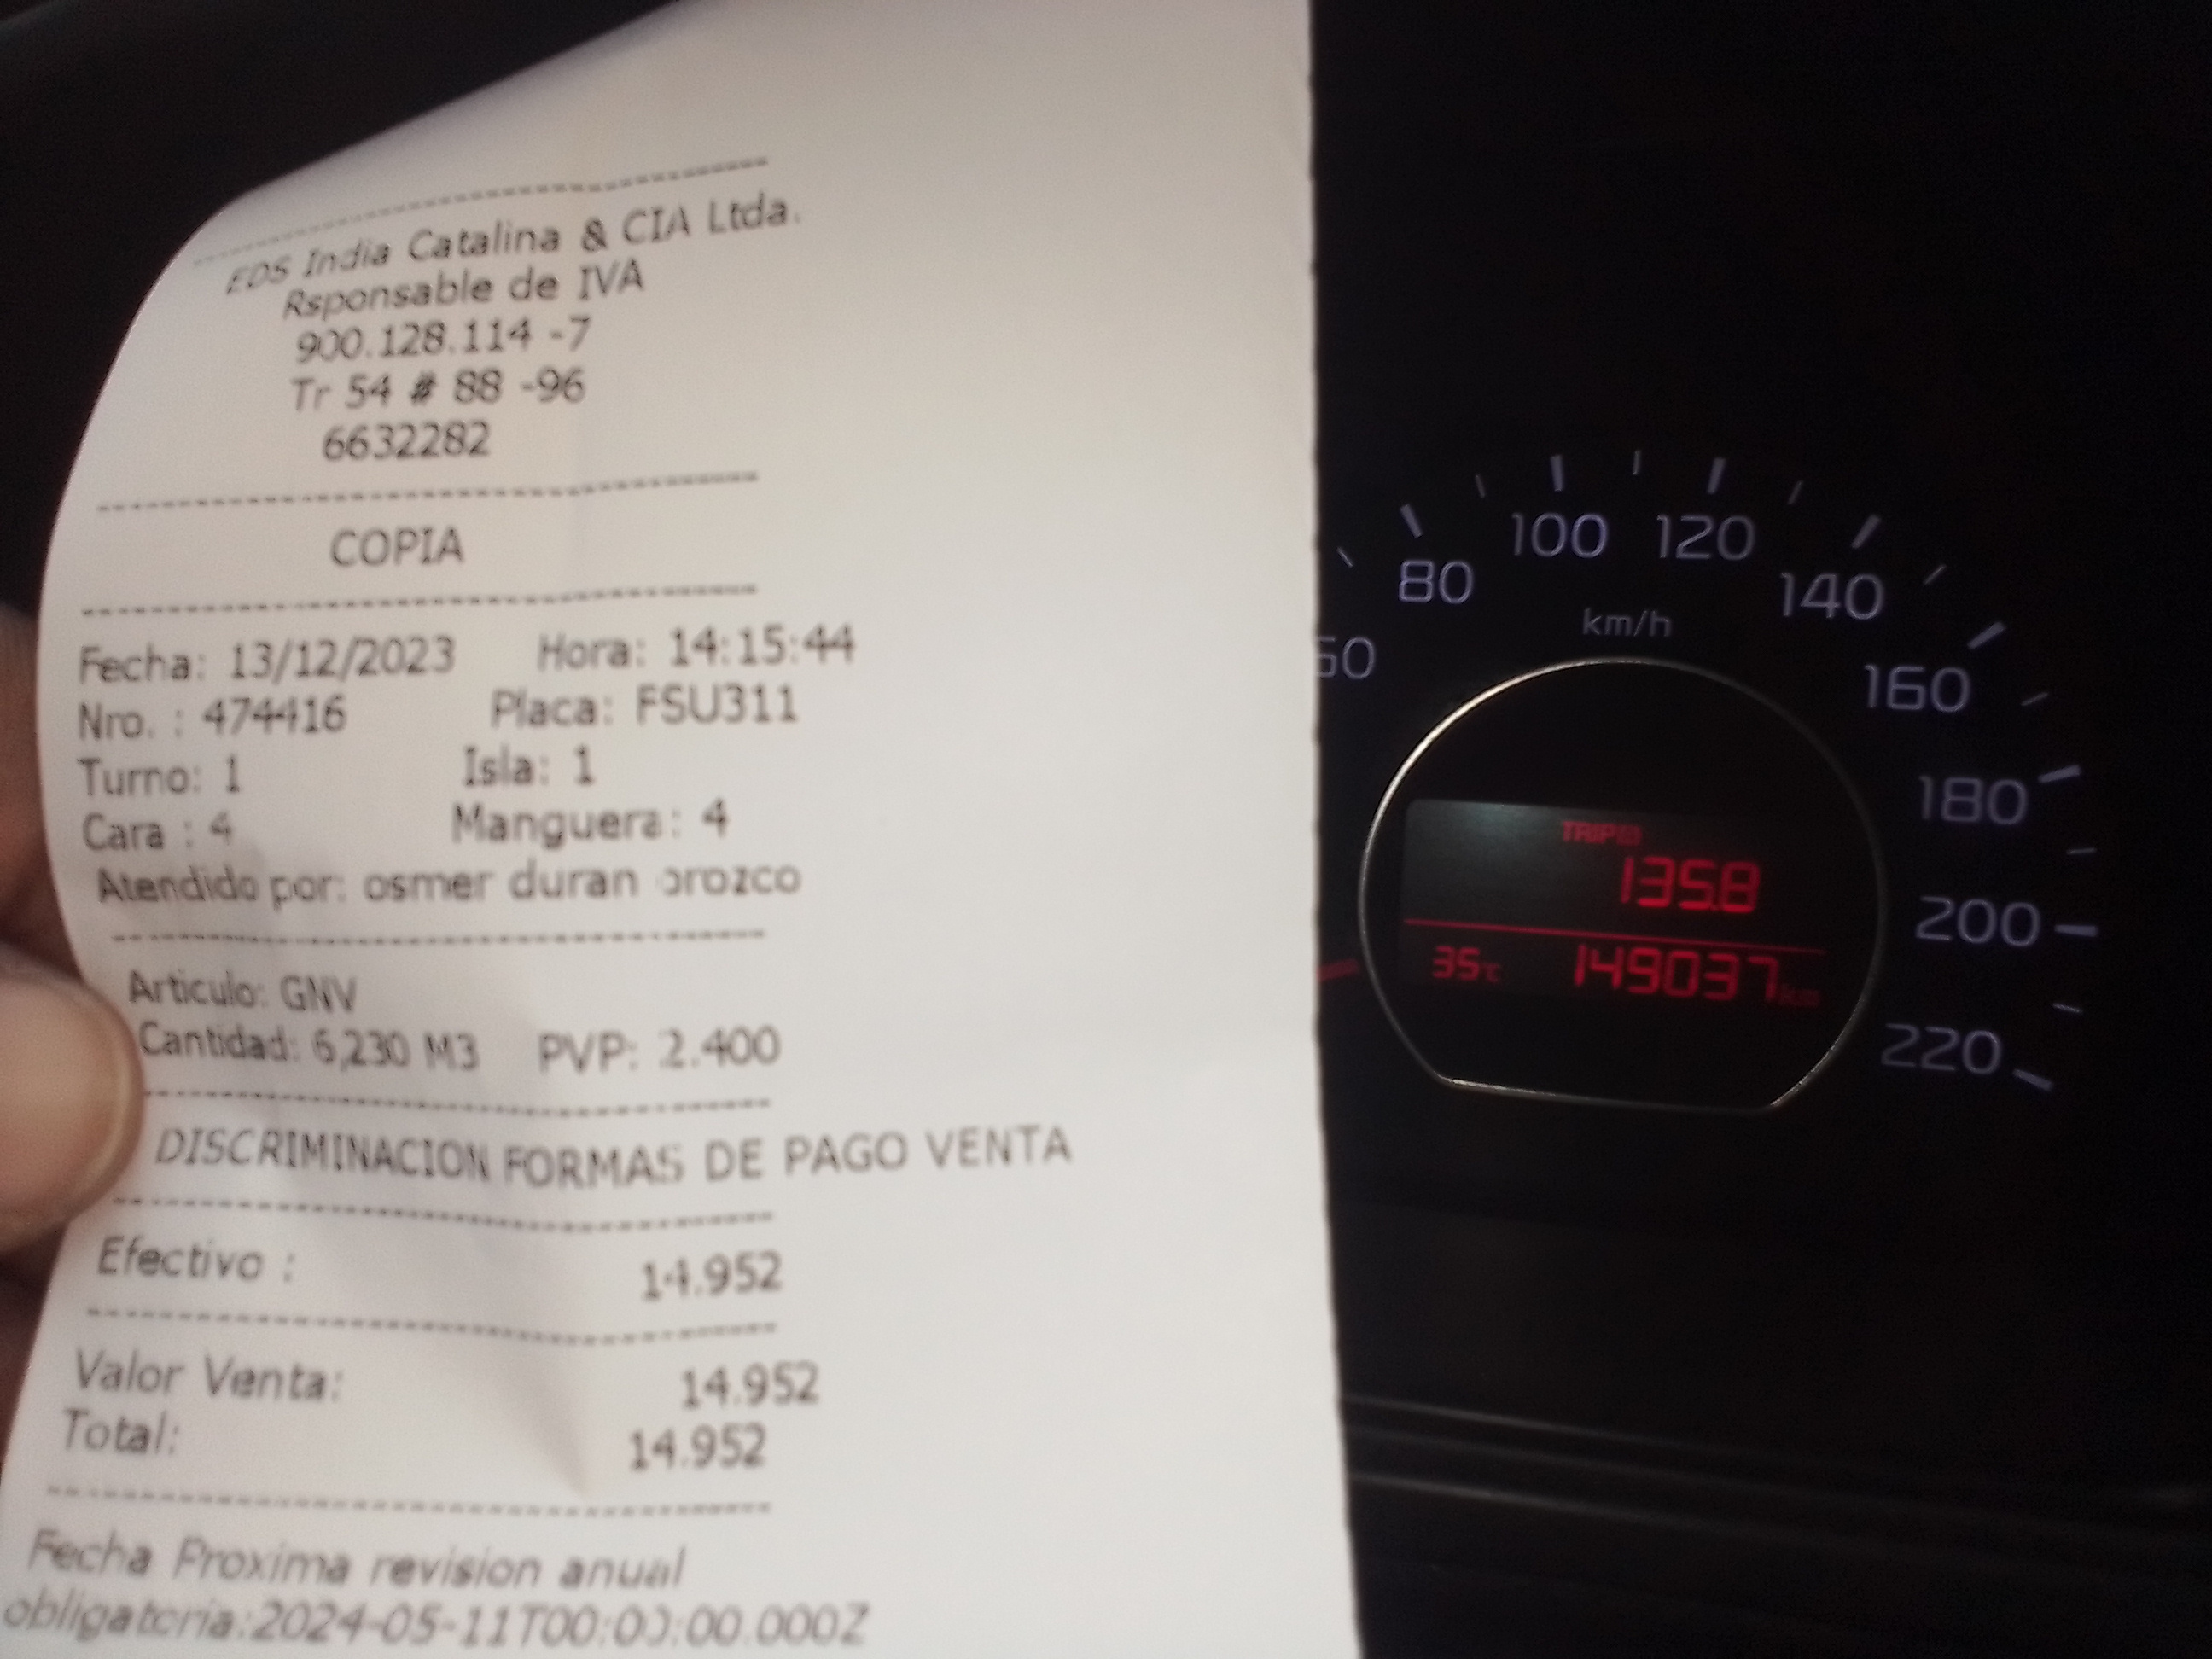 EDS India Catalina & CIA Ltda.
Rsponsable de IVA
900.128.114 -7
Tr 54 # 88 -96
6632282
COPIA
Fecha: 13/12/2023 Hora: 14:15:44
Nro. : 474416 Placa: FSU311
Turno: 1 Isla: 1
Cara : 4 Manguera: 4
Atendido por: osmer duran orozco
Articulo: GNV
Cantidad: 6,230 M3 PVP: 2.400
DISCRIMINACION FORMAS DE PAGO VENTA
Efectivo : 14.952
Valor Venta: 14.952
Total: 14.952
Fecha Proxima revision anual
obligatoria:2024-05-11T00:00:00.000Z
60
80
100
120
140
160
180
200
220
km/h
TRIP
135.8
35°C 149037 km